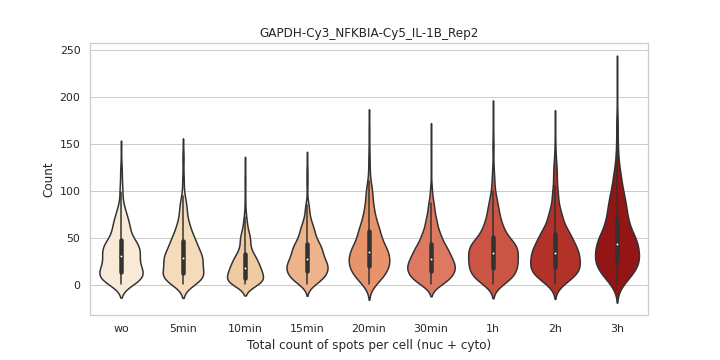 GAPDH-Cy3_NFKBIA-Cy5_IL-1B_Rep2
250
200
150
100
50
0
Count
wo 5min 10min 15min 20min 30min 1h 2h 3h
Total count of spots per cell (nuc + cyto)